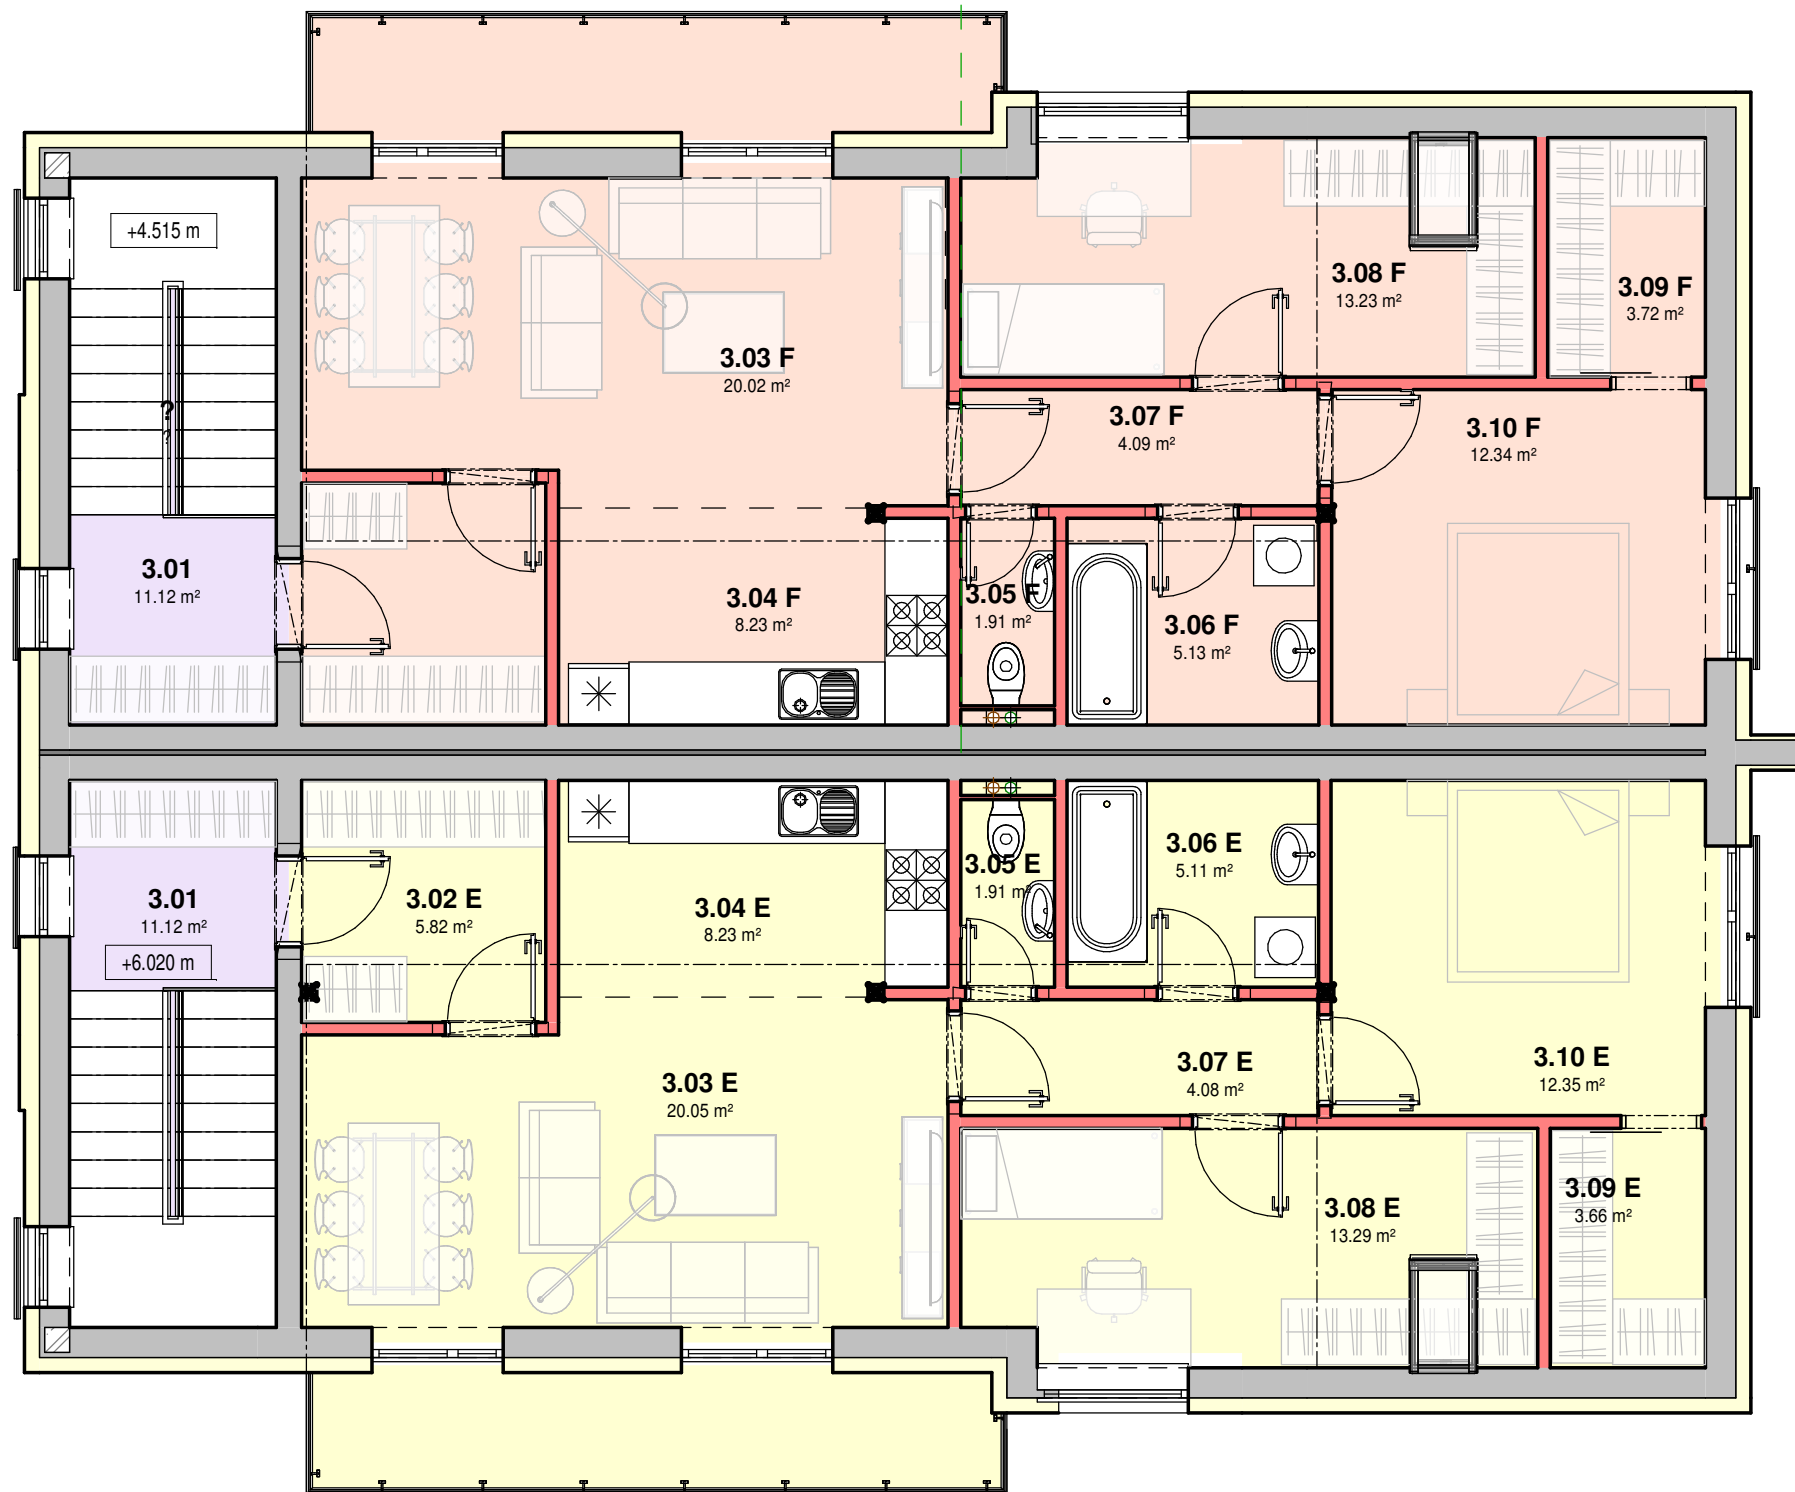 +4.515 m
?
?
3.01
11.12 m²
3.03 F
20.02 m²
3.04 F
8.23 m²
3.05 F
1.91 m²
3.06 F
5.13 m²
3.07 F
4.09 m²
3.08 F
13.23 m²
3.09 F
3.72 m²
3.10 F
12.34 m²
3.01
11.12 m²
+6.020 m
3.02 E
5.82 m²
3.04 E
8.23 m²
3.05 E
1.91 m²
3.06 E
5.11 m²
3.03 E
20.05 m²
3.07 E
4.08 m²
3.10 E
12.35 m²
3.08 E
13.29 m²
3.09 E
3.66 m²